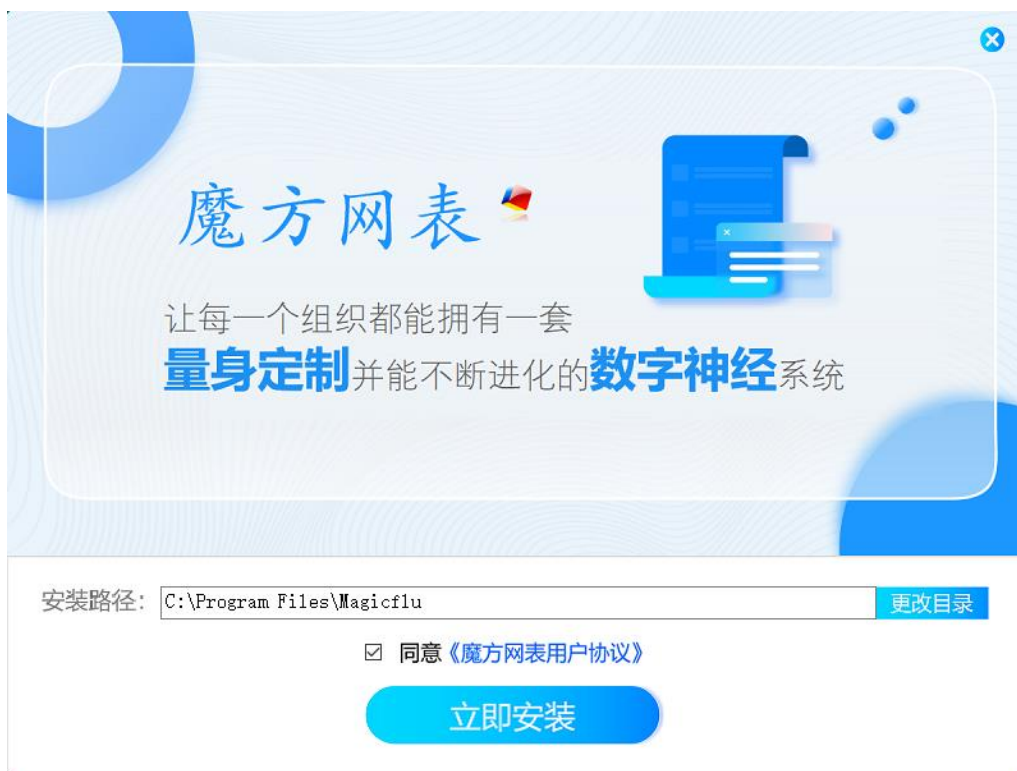 魔方网表
让每一个组织都能拥有一套
量身定制并能不断进化的数字神经系统
安装路径: C:\Program Files\Magicflu 更改目录
同意《魔方网表用户协议》
立即安装